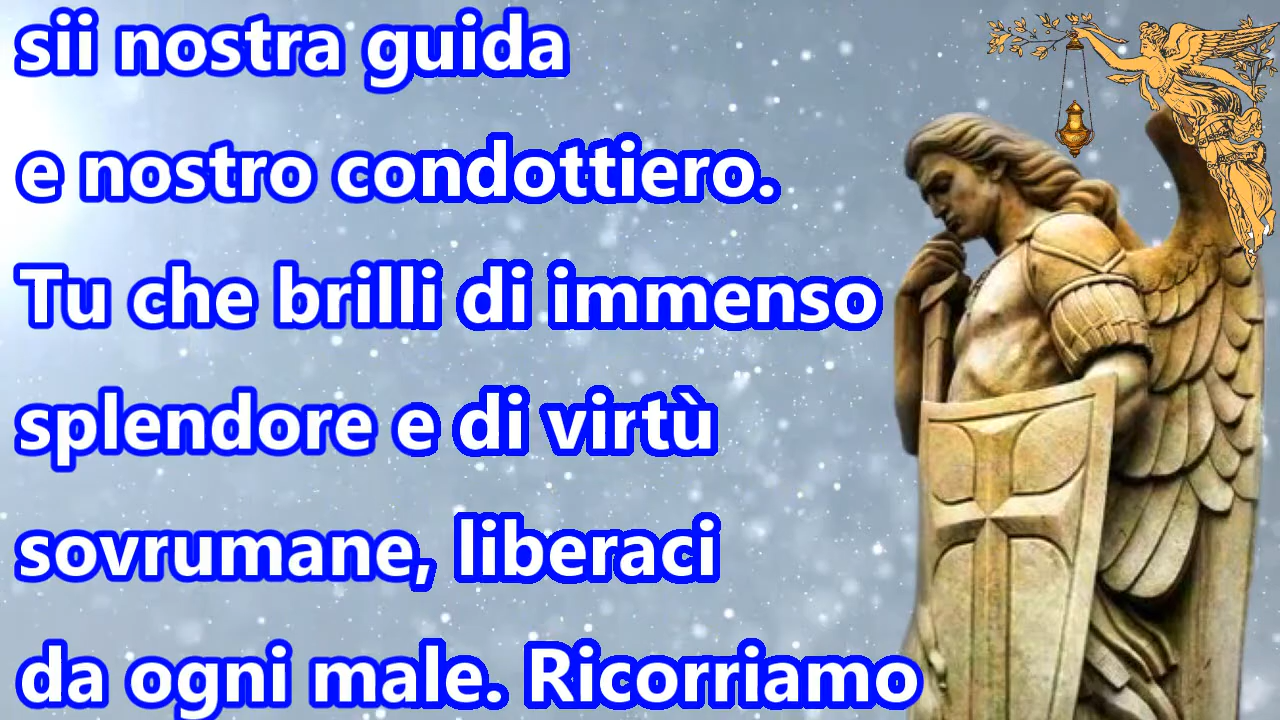 sii nostra guida
e nostro condottiero.
Tu che brilli di immenso
splendore e di virtù
sovrumane, liberaci
da ogni male. Ricorriamo